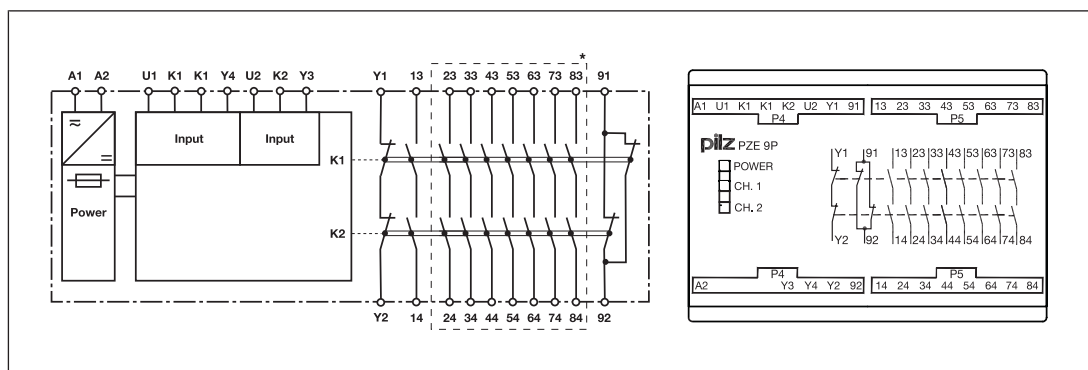 *
A1 A2 U1 K1 K1 Y4 U2 K2 Y3 Y1 13 23 33 43 53 63 73 83 91
Input Input
K1
Power
K2
Y2 14 24 34 44 54 64 74 84 92
A1 U1 K1 K1 K2 U2 Y1 91 13 23 33 43 53 63 73 83
P4 P5
pilz PZE 9P
POWER
CH. 1
CH. 2
Y1 91 13 23 33 43 53 63 73 83
Y2 92 14 24 34 44 54 64 74 84
P4 P5
A2 Y3 Y4 Y2 92 14 24 34 44 54 64 74 84